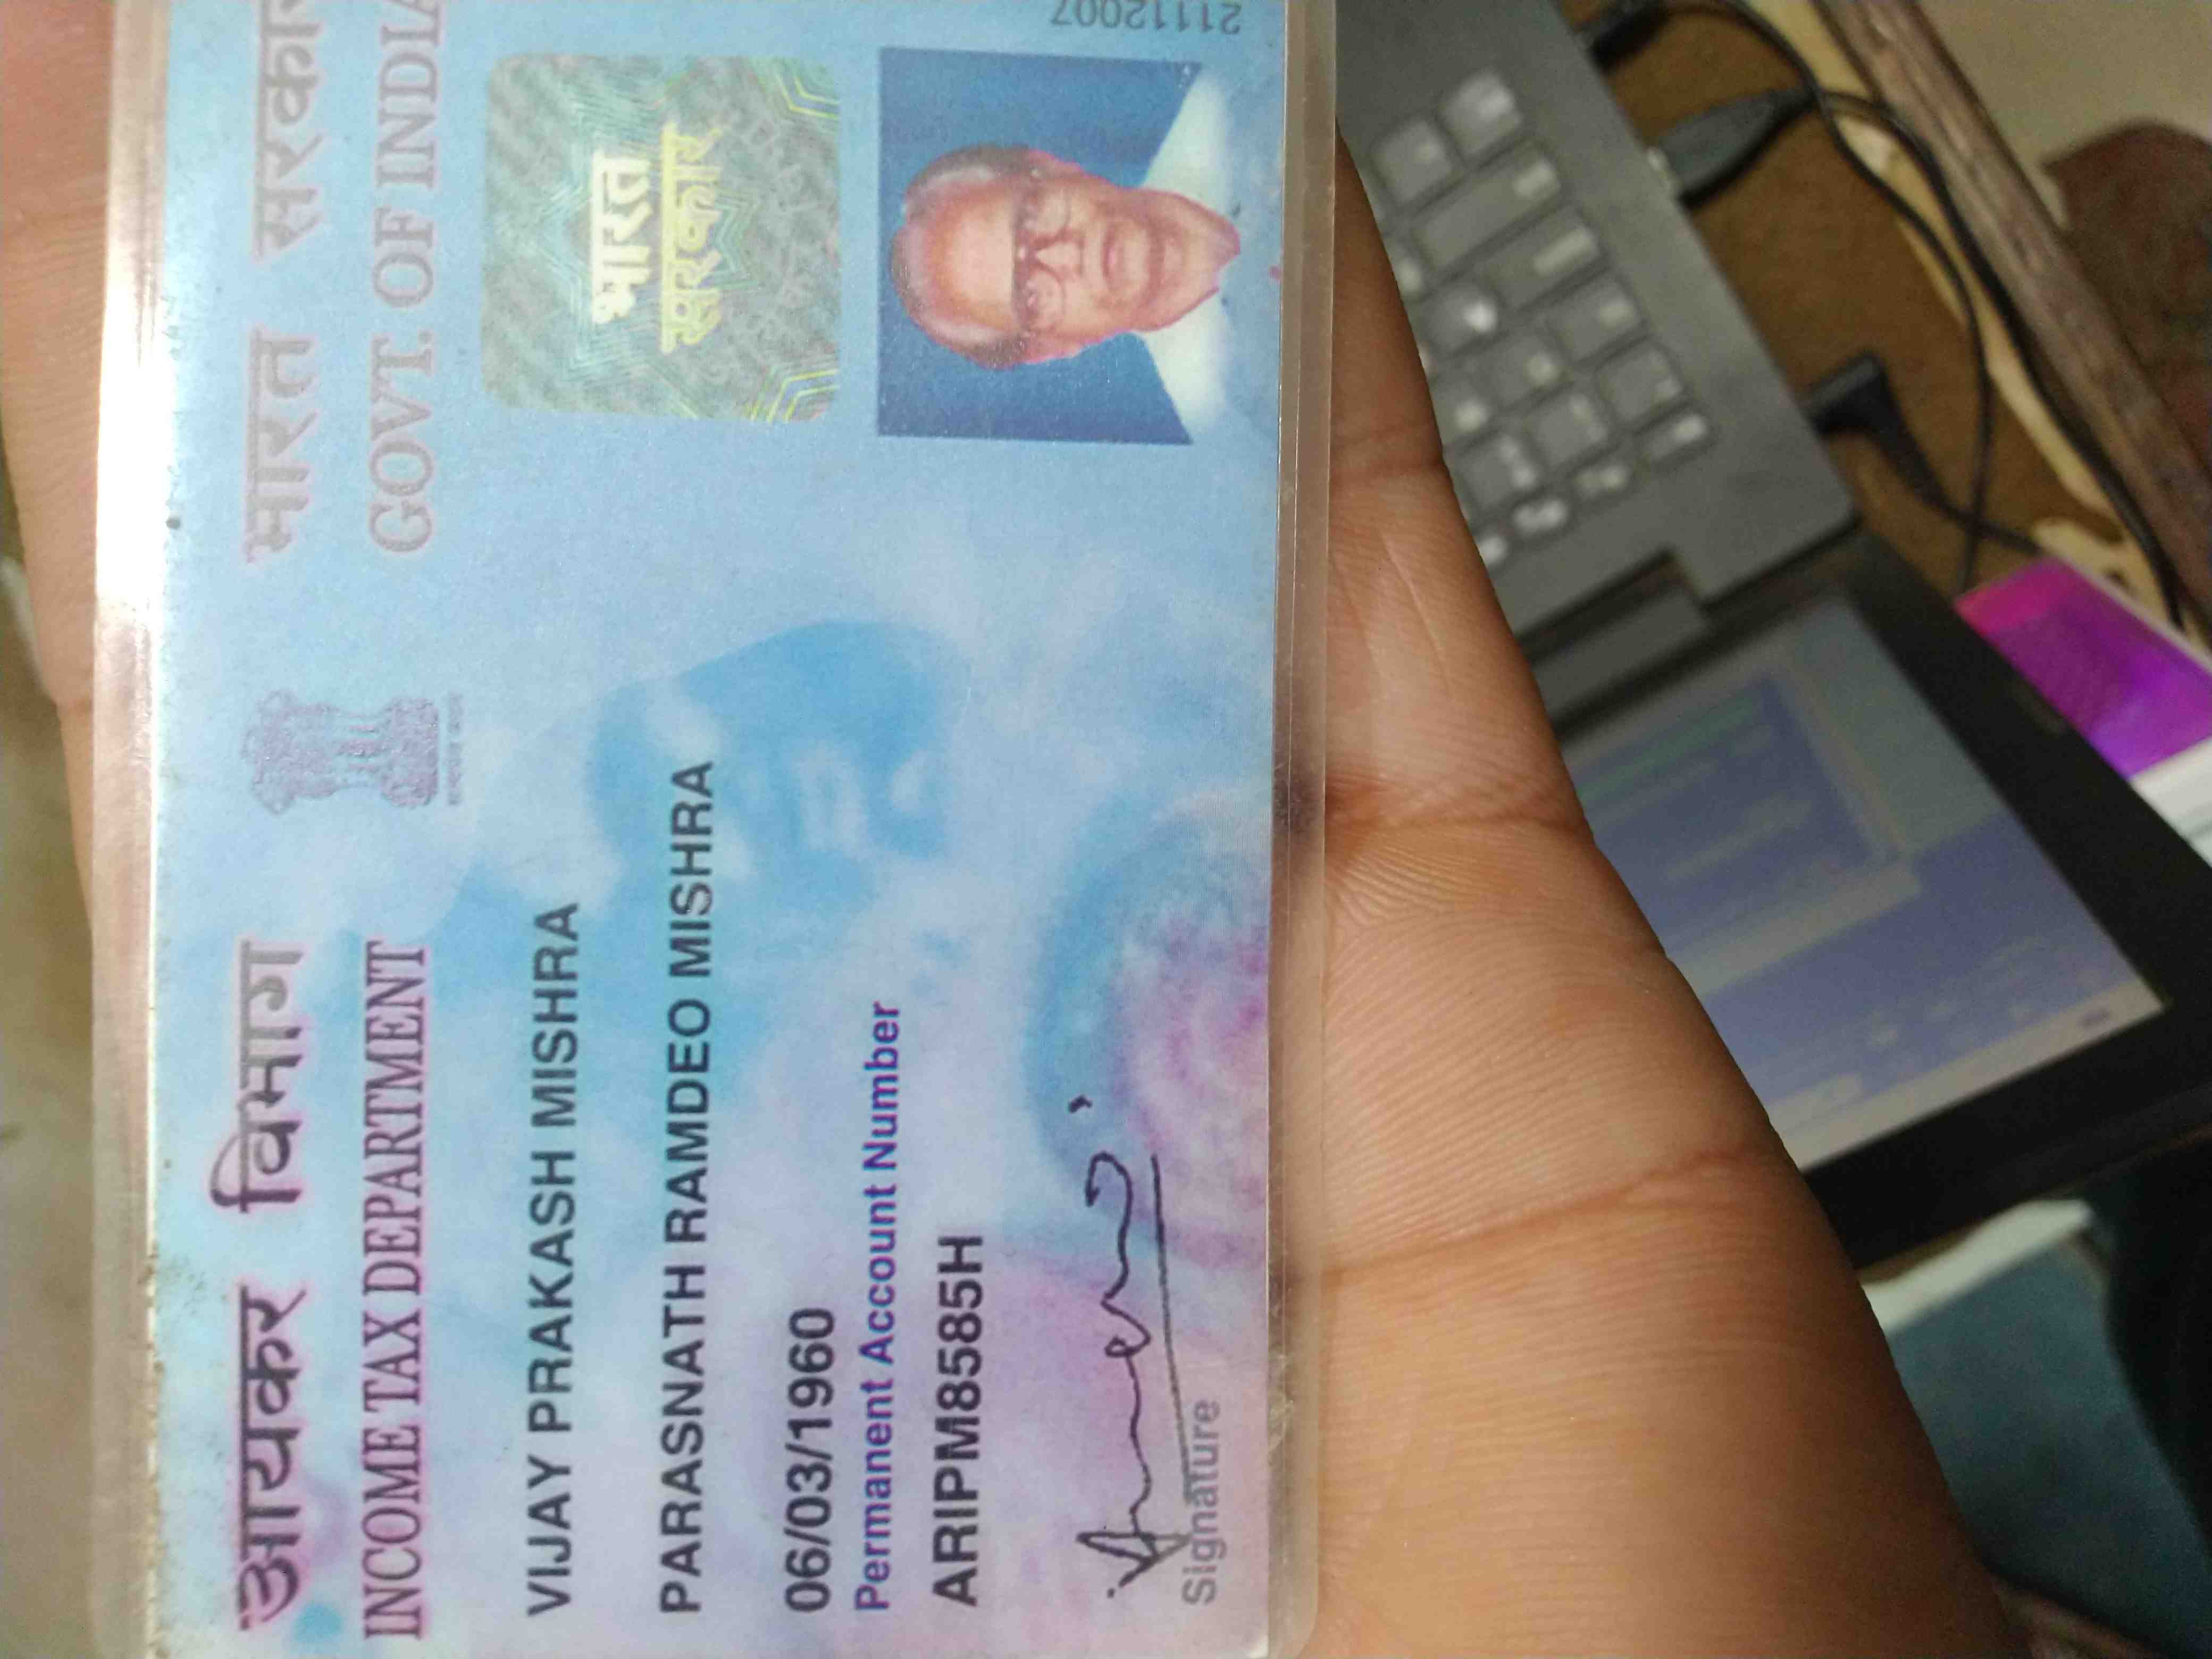 आयकर विभाग भारत सरकार
INCOME TAX DEPARTMENT GOVT. OF INDIA
VIJAY PRAKASH MISHRA
PARASNATH RAMDEO MISHRA
06/03/1960
Permanent Account Number
ARIPM8585H
Signature
भारत
सरकार
21112007